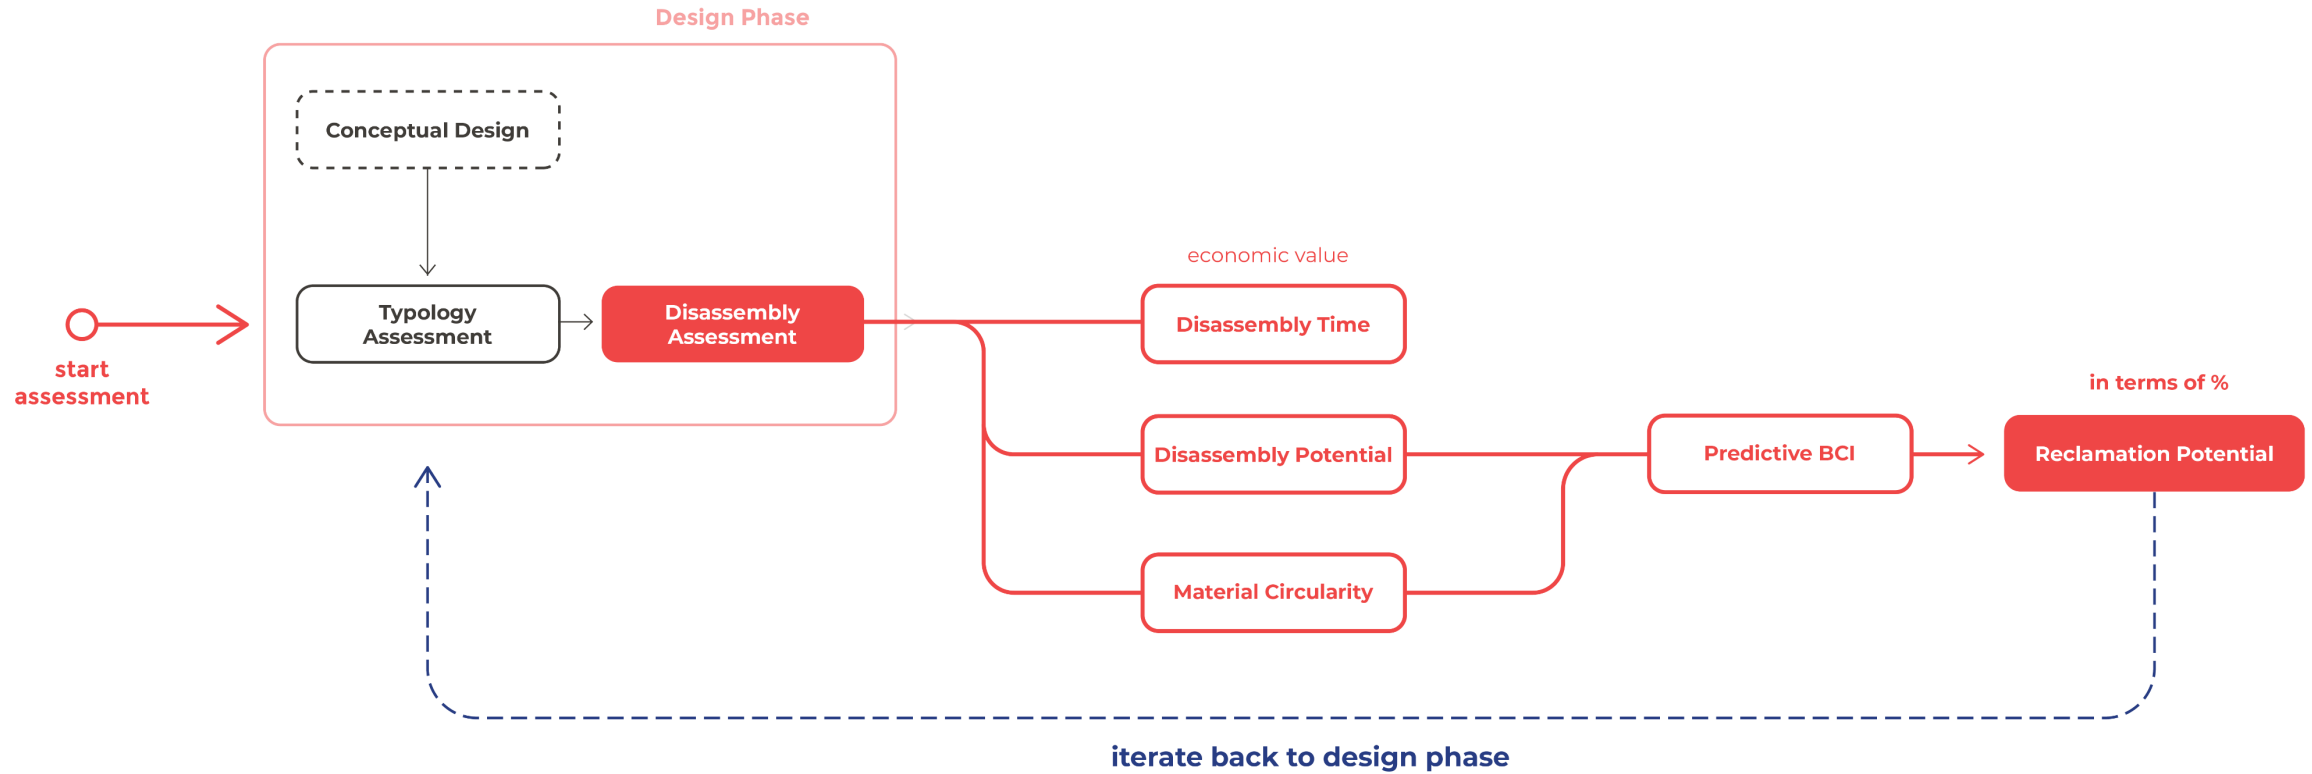 Design Phase
Conceptual Design
Typology
Assessment
Disassembly
Assessment
start
assessment
economic value
Disassembly Time
Disassembly Potential
Material Circularity
Predictive BCI
in terms of %
Reclamation Potential
iterate back to design phase